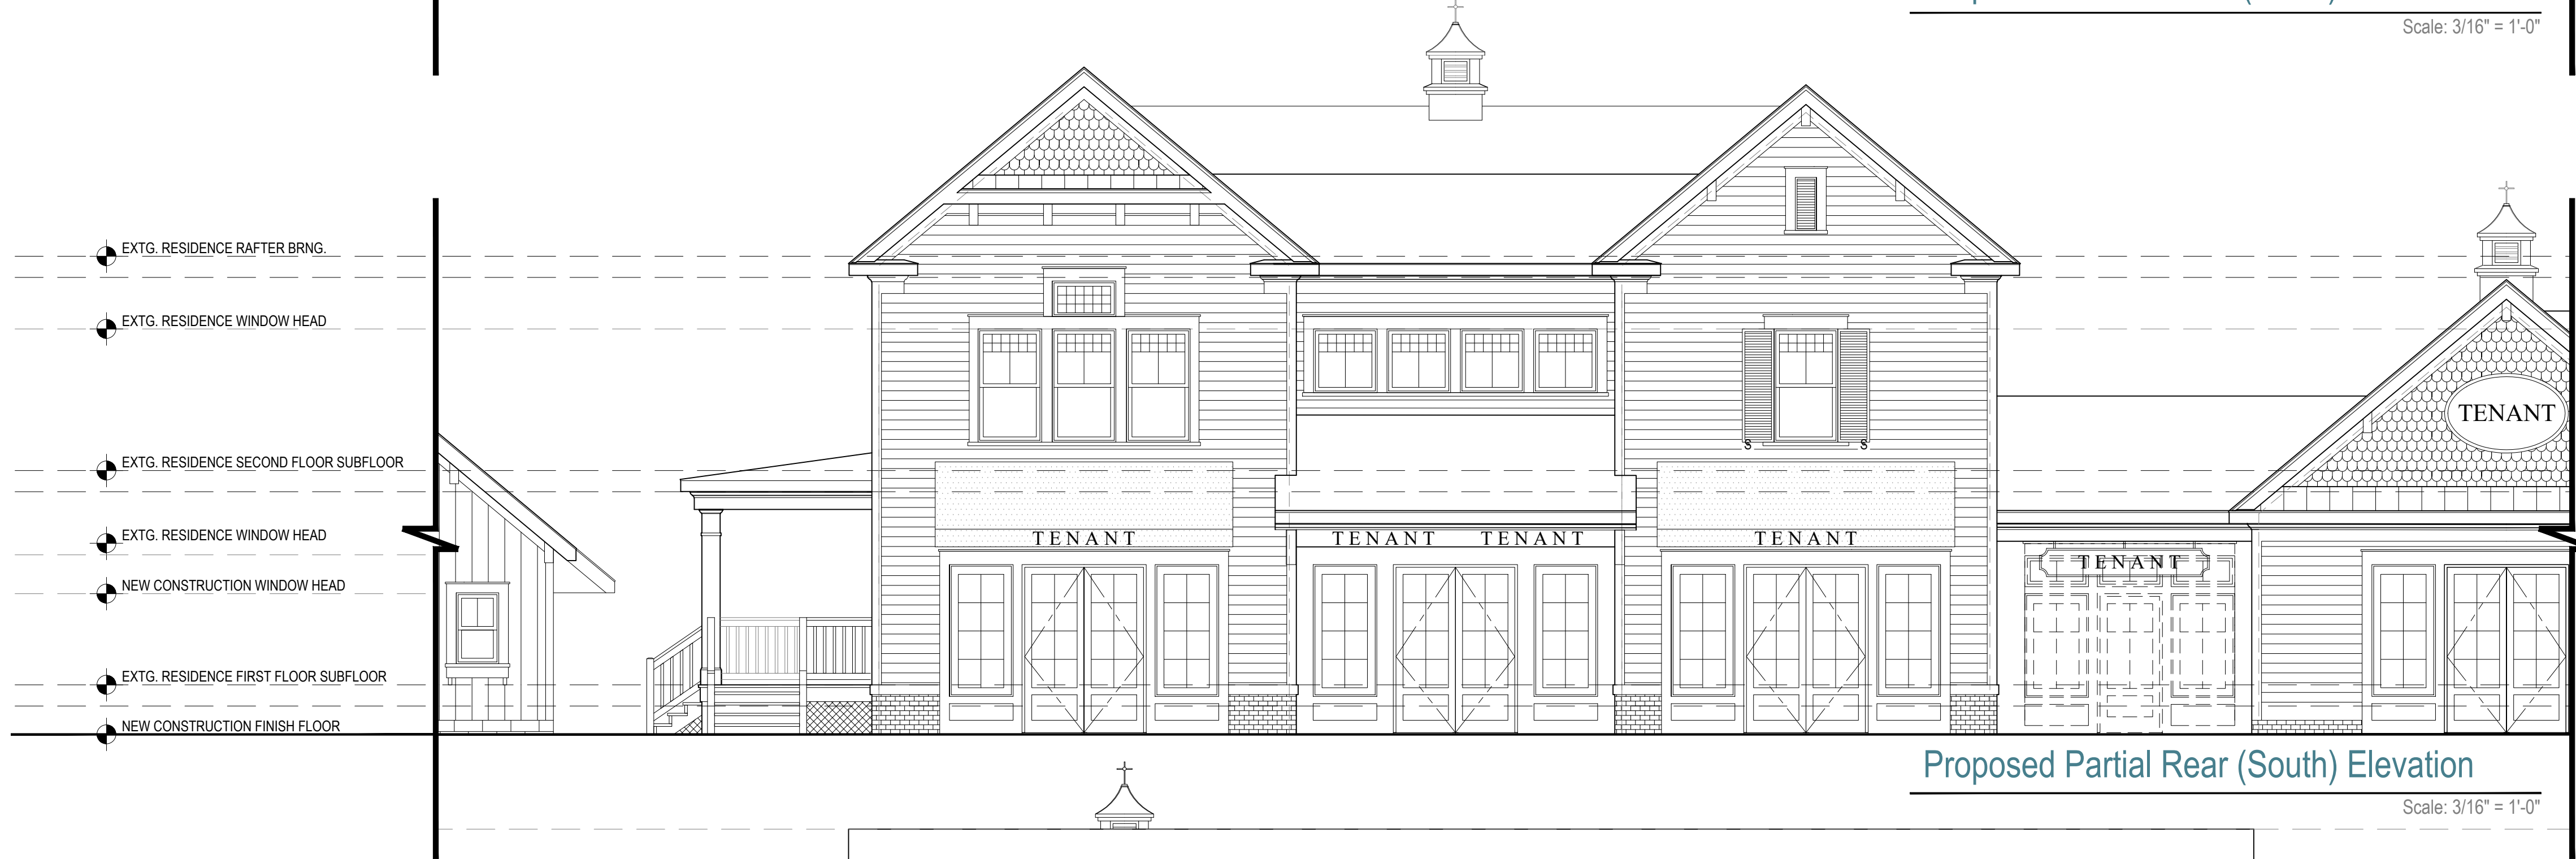 Scale: 3/16" = 1'-0"
EXTG. RESIDENCE RAFTER BRNG.
EXTG. RESIDENCE WINDOW HEAD
TENANT
EXTG. RESIDENCE SECOND FLOOR SUBFLOOR
S S
EXTG. RESIDENCE WINDOW HEAD
TENANT TENANT TENANT TENANT
TENANT
NEW CONSTRUCTION WINDOW HEAD
EXTG. RESIDENCE FIRST FLOOR SUBFLOOR
NEW CONSTRUCTION FINISH FLOOR
Proposed Partial Rear (South) Elevation
Scale: 3/16" = 1'-0"